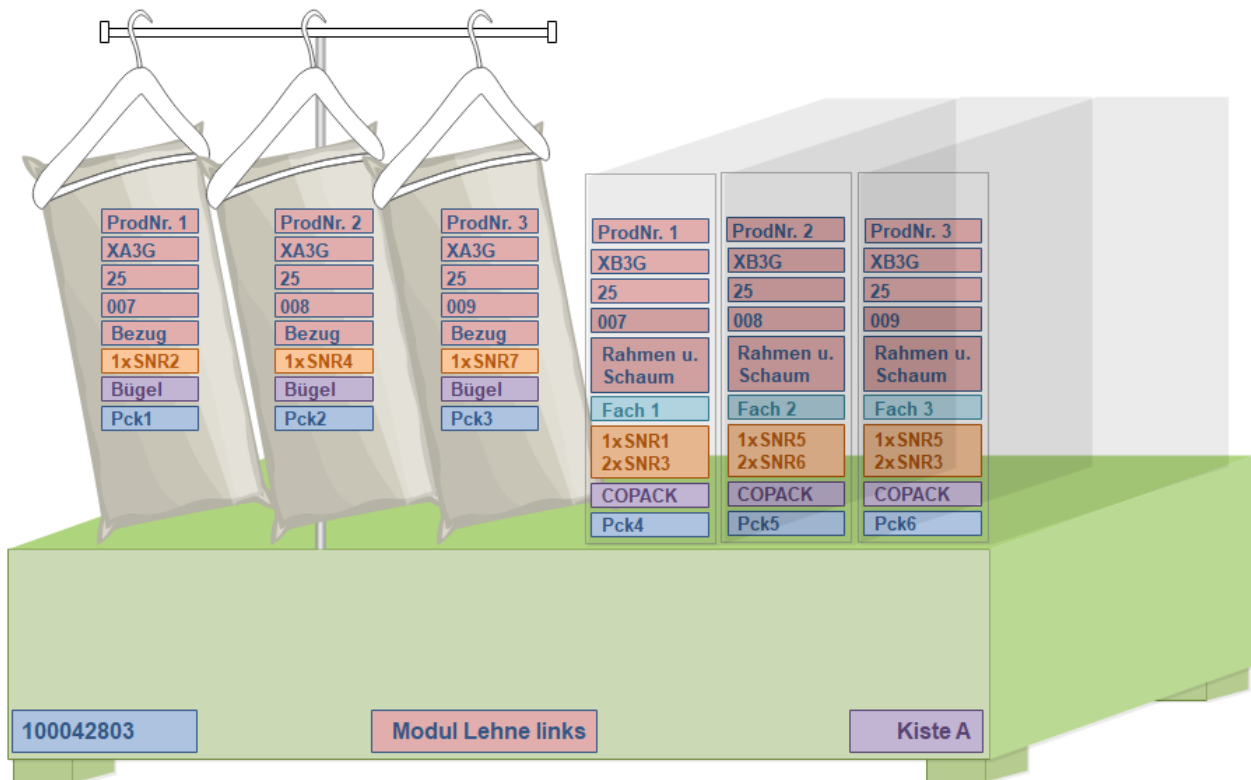 ProdNr. 1
XA3G
25
007
Bezug
1xSNR2
Bügel
Pck1
ProdNr. 2
XA3G
25
008
Bezug
1xSNR4
Bügel
Pck2
ProdNr. 3
XA3G
25
009
Bezug
1xSNR7
Bügel
Pck3
ProdNr. 1
XB3G
25
007
Rahmen u.
Schaum
Fach 1
1xSNR1
2xSNR3
COPACK
Pck4
ProdNr. 2
XB3G
25
008
Rahmen u.
Schaum
Fach 2
1xSNR5
2xSNR6
COPACK
Pck5
ProdNr. 3
XB3G
25
009
Rahmen u.
Schaum
Fach 3
1xSNR5
2xSNR3
COPACK
Pck6
100042803
Modul Lehne links
Kiste A